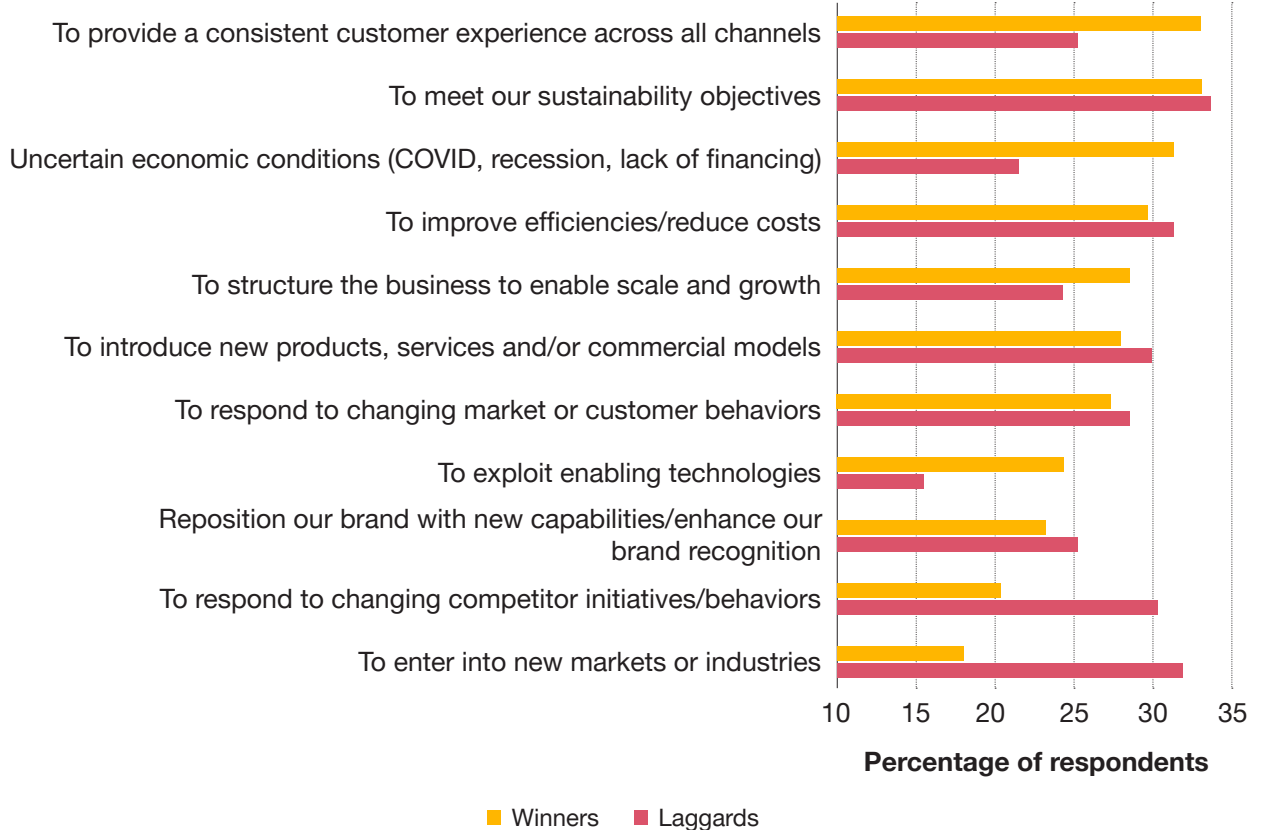 To provide a consistent customer experience across all channels
To meet our sustainability objectives
Uncertain economic conditions (COVID, recession, lack of financing)
To improve efficiencies/reduce costs
To structure the business to enable scale and growth
To introduce new products, services and/or commercial models
To respond to changing market or customer behaviors
To exploit enabling technologies
Reposition our brand with new capabilities/enhance our
brand recognition
To respond to changing competitor initiatives/behaviors
To enter into new markets or industries
10 15 20 25 30 35
Percentage of respondents
Winners Laggards